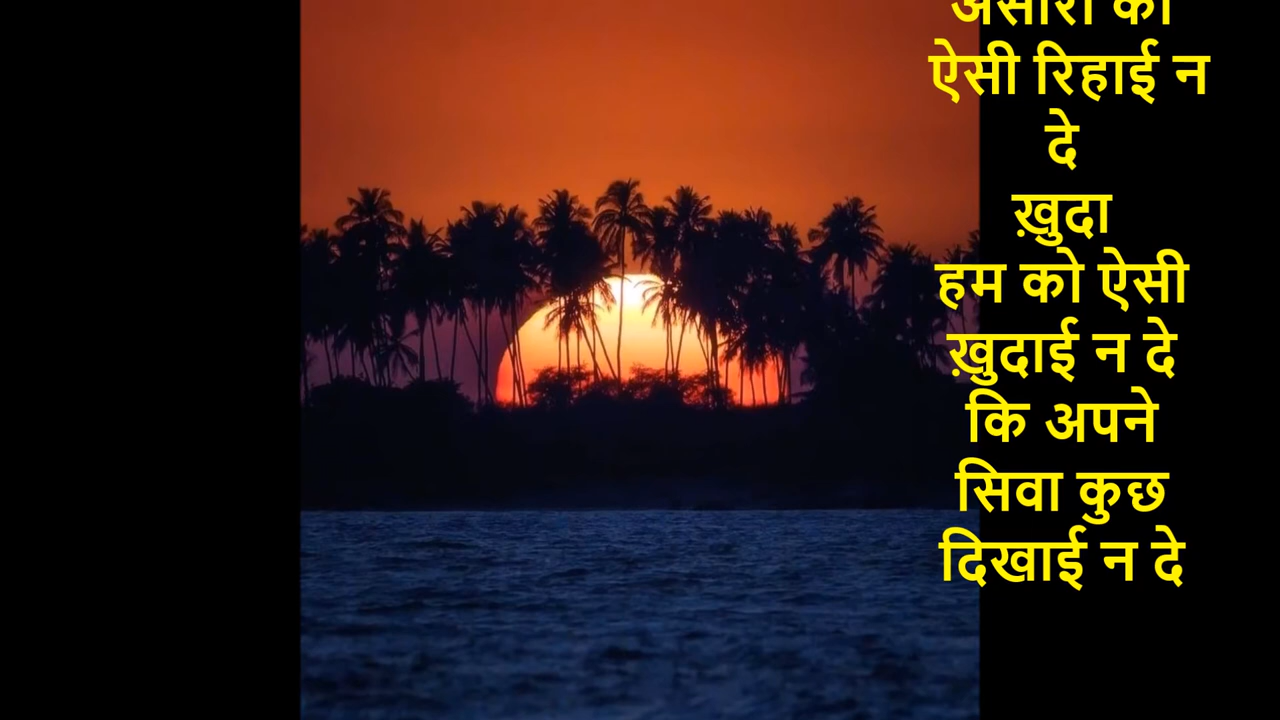 ऐसी रिहाई न
दे
ख़ुदा
हम को ऐसी
ख़ुदाई न दे
कि अपने
सिवा कुछ
दिखाई न दे